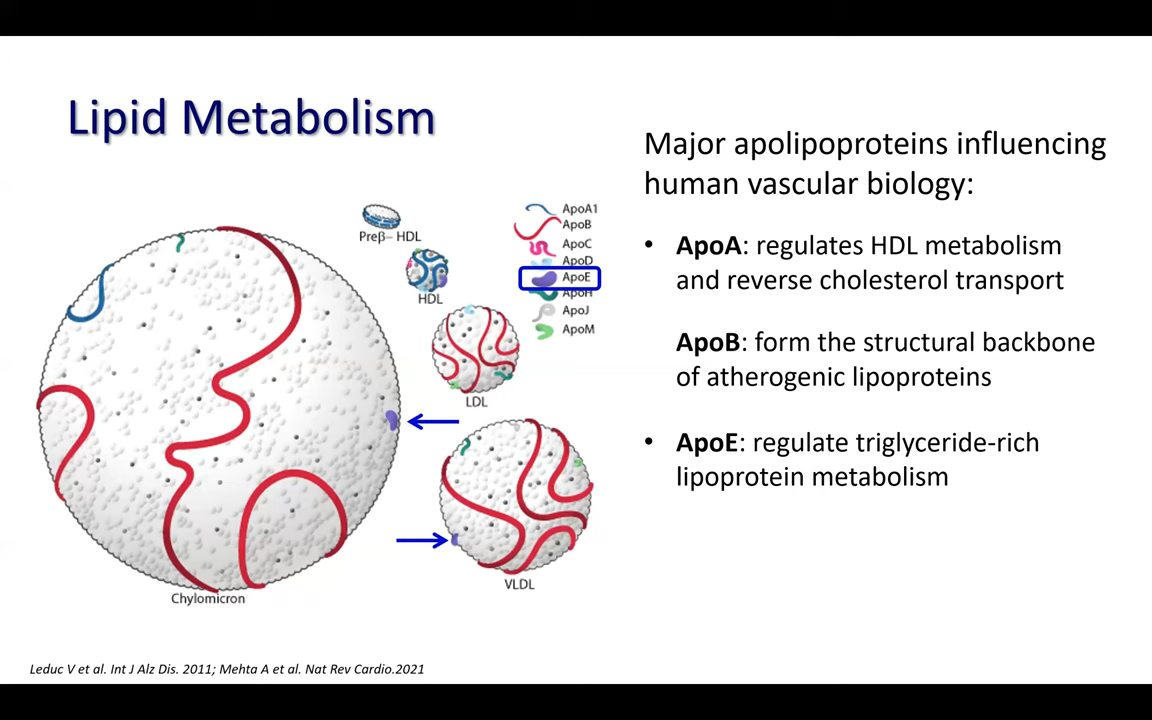 Lipid Metabolism
Major apolipoproteins influencing
human vascular biology:
• ApoA: regulates HDL metabolism
and reverse cholesterol transport
ApoB: form the structural backbone
of atherogenic lipoproteins
• ApoE: regulate triglyceride-rich
lipoprotein metabolism
ApoA1
ApoB
ApoC
ApoD
ApoE
ApoH
ApoJ
ApoM
Preβ– HDL
HDL
LDL
VLDL
Chylomicron
Leduc V et al. Int J Alz Dis. 2011; Mehta A et al. Nat Rev Cardio.2021